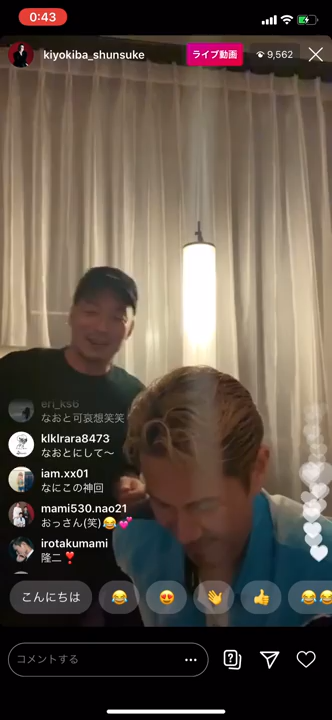 0:43
kiyokiba_shunsuke
ライブ動画
9,562
eri_ks6
なおと可哀想笑笑
klklrara8473
なおとにして〜
iam.xx01
なにこの神回
mami530.nao21
おっさん(笑)😂💕
irotakumami
隆二❣️
こんにちは
コメントする